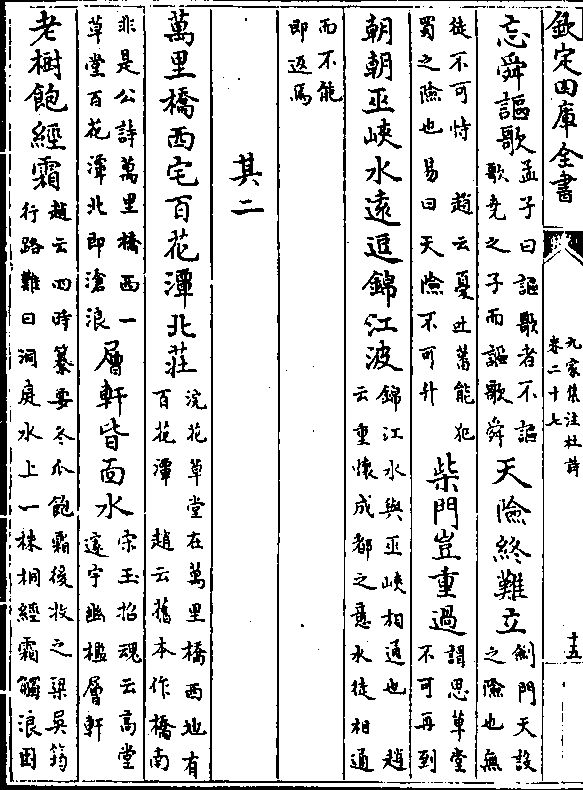 欽定四庫全書
九家集注杜詩
卷二十七
十五
忘舜謳歌孟子曰謳歌者不謳歌堯之子而謳歌舜天險終難立劍門天設之險也無
徒不可恃 趙云憂吐蕃能犯蜀之險也易曰天險不可升柴門豈重過謂思草堂不可再到
朝朝巫峽水遠逗錦江波錦江水與巫峽相通也 趙云重懷成都之意水徒相通
而不能即返焉
其二
萬里橋西宅百花潭北莊浣花草堂在萬里橋西地有百花潭 趙云舊本作橋南
非是公詩萬里橋西一草堂百花潭北即滄浪層軒皆面水宋玉招魂云高堂邃宇幽檻層軒
老樹飽經霜趙云四時纂要冬瓜飽霜後收之梁吳筠行路難曰洞庭水上一株桐經霜觸浪困